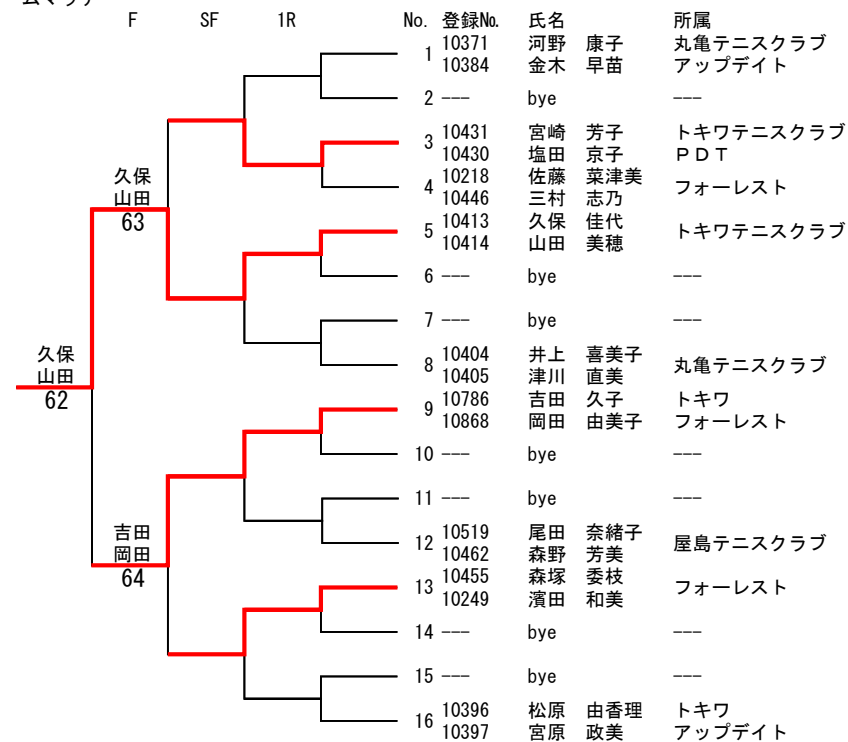 F SF 1R No. 登録No. 氏名 所属
1 10371 河野 康子 丸亀テニスクラブ
10384 金木 早苗 アップデイト
2 --- bye ---
3 10431 宮崎 芳子 トキワテニスクラブ
10430 塩田 京子 ＰＤＴ
4 10218 佐藤 菜津美 フォーレスト
10446 三村 志乃
久保
山田
63
5 10413 久保 佳代 トキワテニスクラブ
10414 山田 美穂
6 --- bye ---
7 --- bye ---
8 10404 井上 喜美子 丸亀テニスクラブ
10405 津川 直美
久保
山田
62
9 10786 吉田 久子 トキワ
10868 岡田 由美子 フォーレスト
10 --- bye ---
11 --- bye ---
12 10519 尾田 奈緒子 屋島テニスクラブ
10462 森野 芳美
吉田
岡田
64
13 10455 森塚 委枝 フォーレスト
10249 濱田 和美
14 --- bye ---
15 --- bye ---
16 10396 松原 由香理 トキワ
10397 宮原 政美 アップデイト